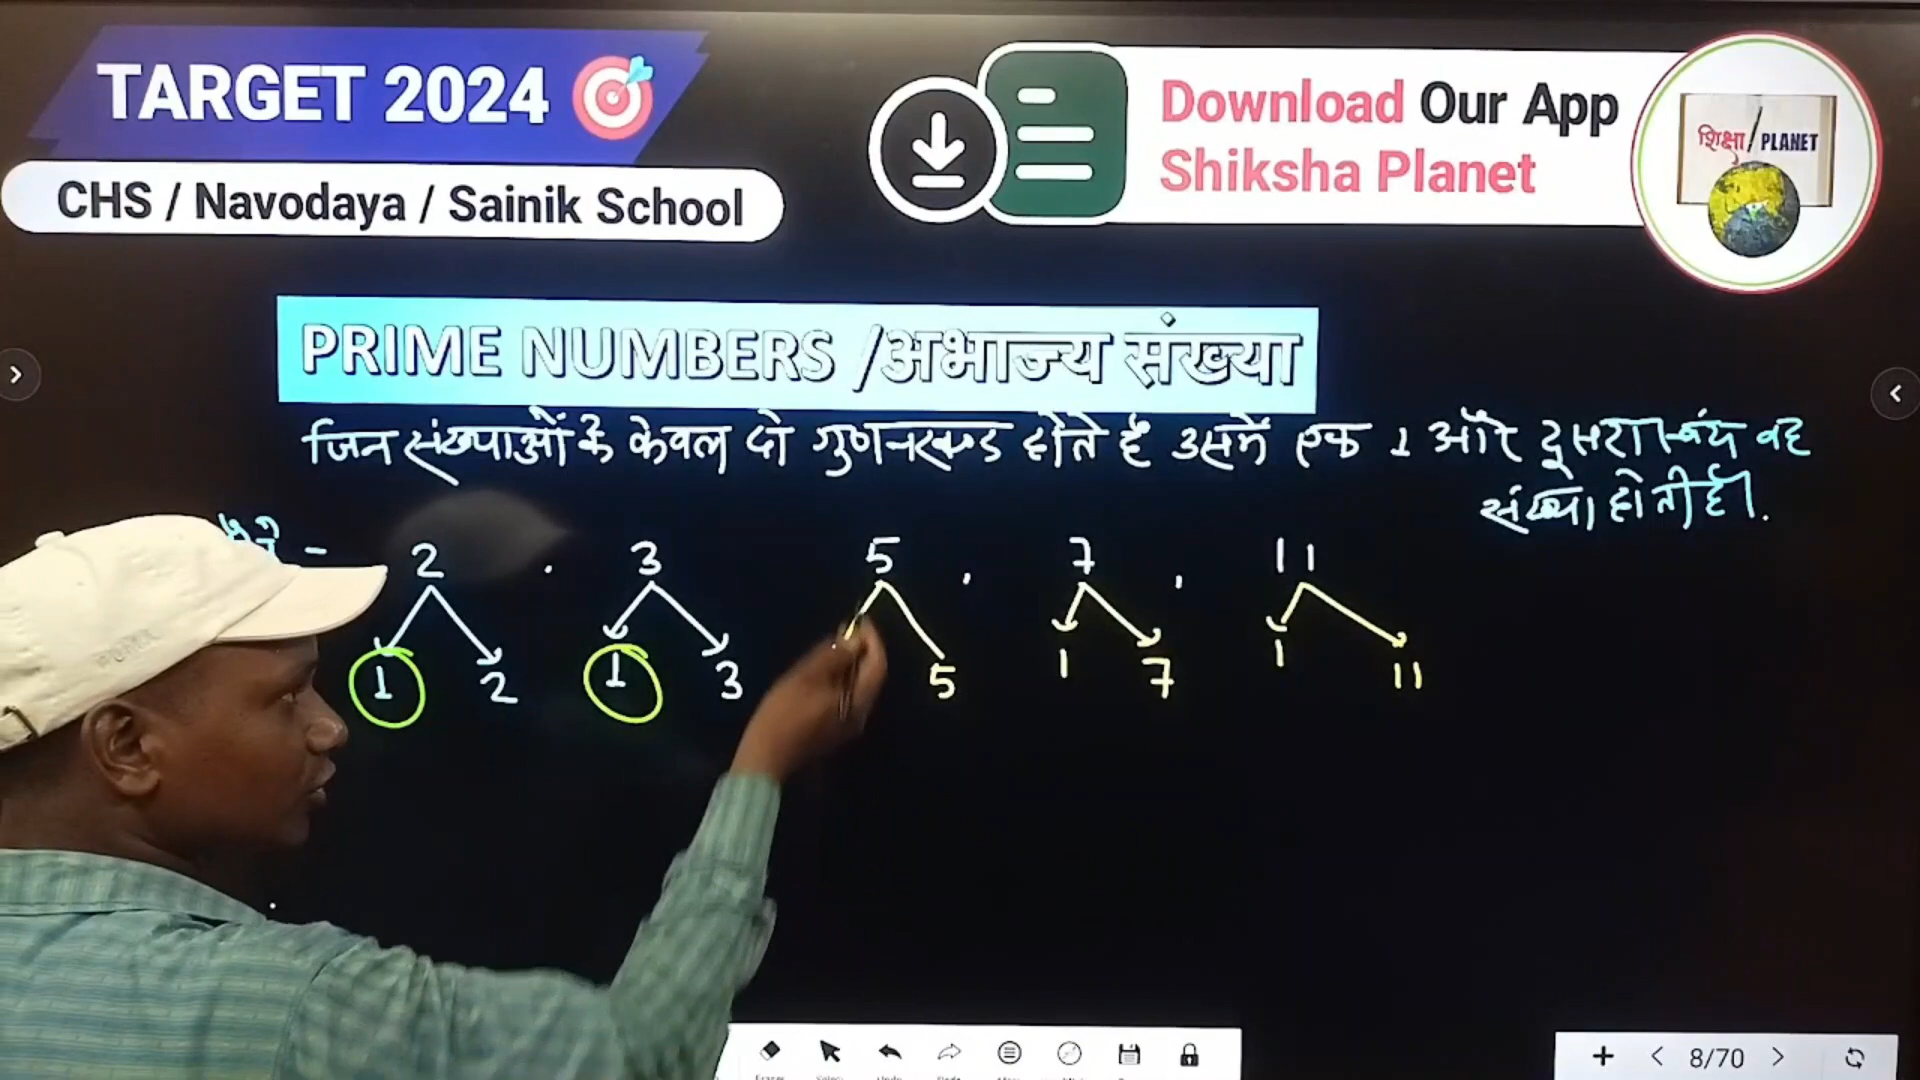 TARGET 2024
CHS / Navodaya / Sainik School
Download Our App
Shiksha Planet
शिक्षा / PLANET
PRIME NUMBERS /अभाज्य संख्या
जिन संख्याओं के केवल दो गुणनखण्ड होते हैं उसमें एक 1 और दूसरा स्वंय वह
संख्या होती है।
2 . 3 5 , 7 , 11
1 2 1 3 5 1 7 1 11
8/70